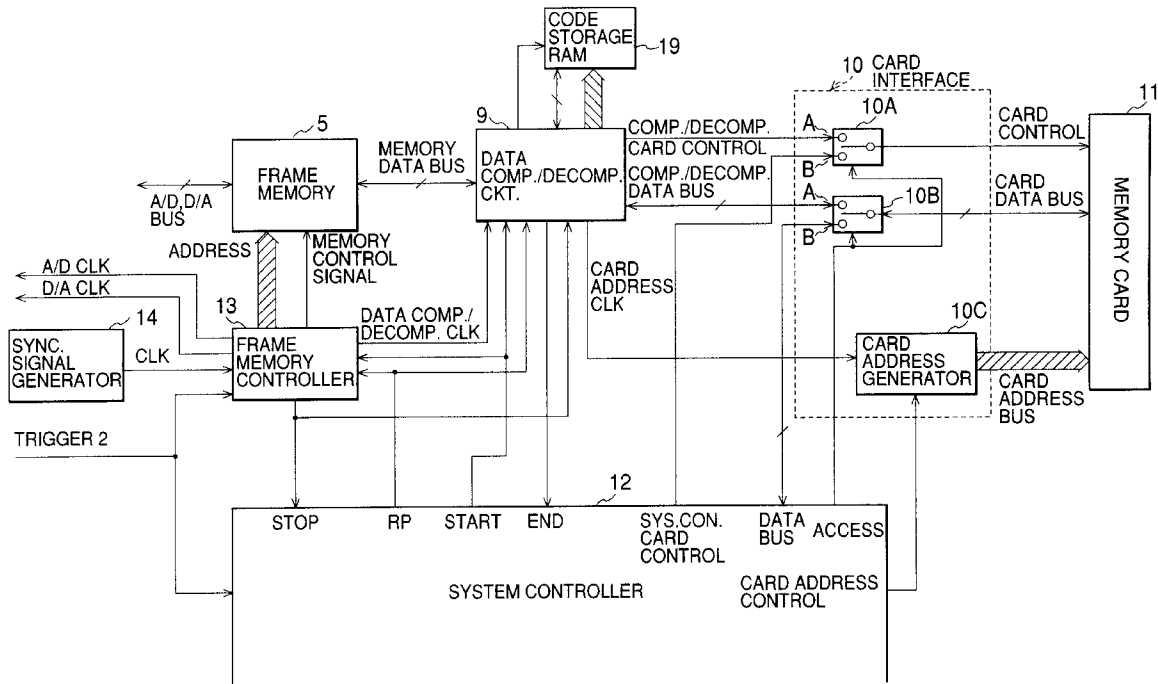 CODE
STORAGE
RAM
19
10
CARD
INTERFACE
11
5
9
10A
CARD
CONTROL
COMP./DECOMP.
CARD CONTROL
A
B
FRAME
MEMORY
MEMORY
DATA BUS
DATA
COMP./DECOMP.
CKT.
COMP./DECOMP.
DATA BUS
A
B
10B
CARD
DATA BUS
MEMORY CARD
A/D,D/A
BUS
ADDRESS
MEMORY
CONTROL
SIGNAL
A/D CLK
D/A CLK
CARD
ADDRESS
CLK
14
13
DATA COMP./
DECOMP. CLK
10C
SYNC.
SIGNAL
GENERATOR
CLK
FRAME
MEMORY
CONTROLLER
CARD
ADDRESS
GENERATOR
CARD
ADDRESS
BUS
TRIGGER 2
12
STOP
RP
START
END
SYS.CON.
CARD
CONTROL
DATA
BUS
ACCESS
SYSTEM CONTROLLER
CARD ADDRESS
CONTROL